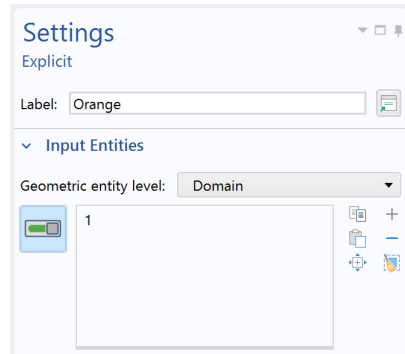 Settings
Explicit
Label: Orange
Input Entities
Geometric entity level: Domain
1